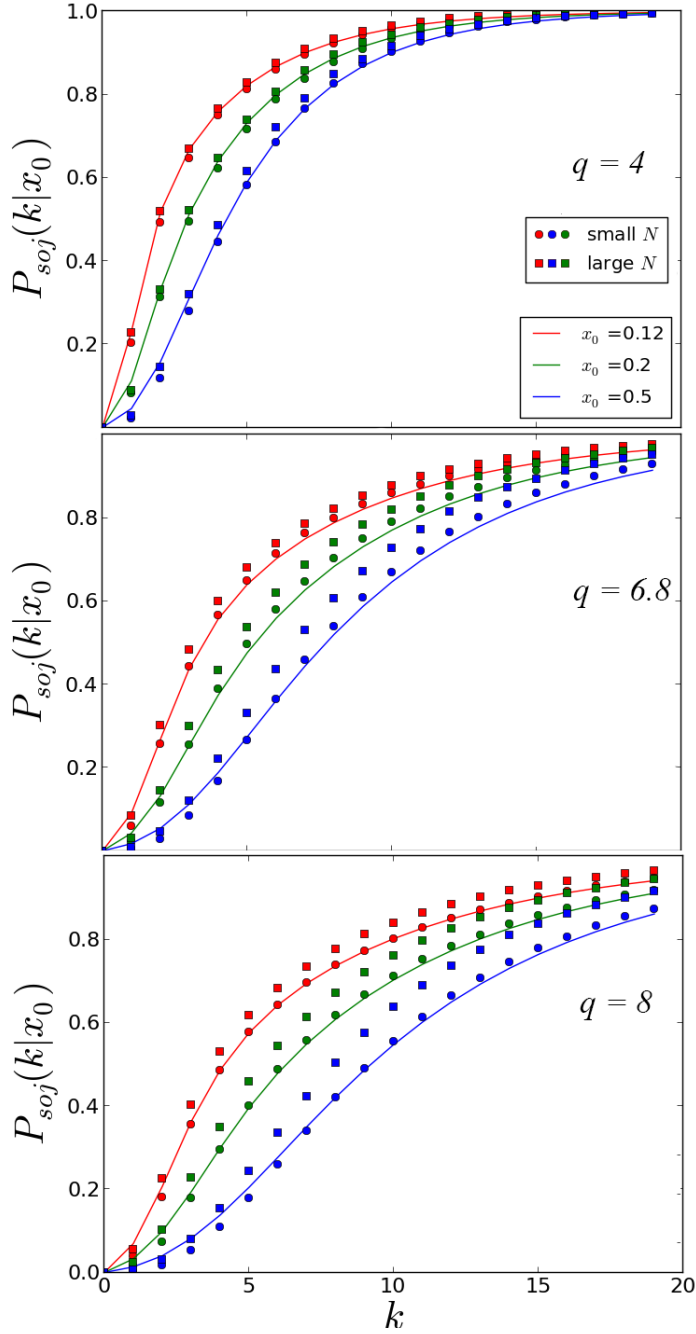 1.0
0.8
0.6
0.4
0.2
P_soj(k|x_0)
q = 4
small N
large N
x_0 =0.12
x_0 =0.2
x_0 =0.5
0.8
0.6
0.4
0.2
P_soj(k|x_0)
q = 6.8
0.8
0.6
0.4
0.2
0.0
P_soj(k|x_0)
q = 8
0 5 10 15 20
k